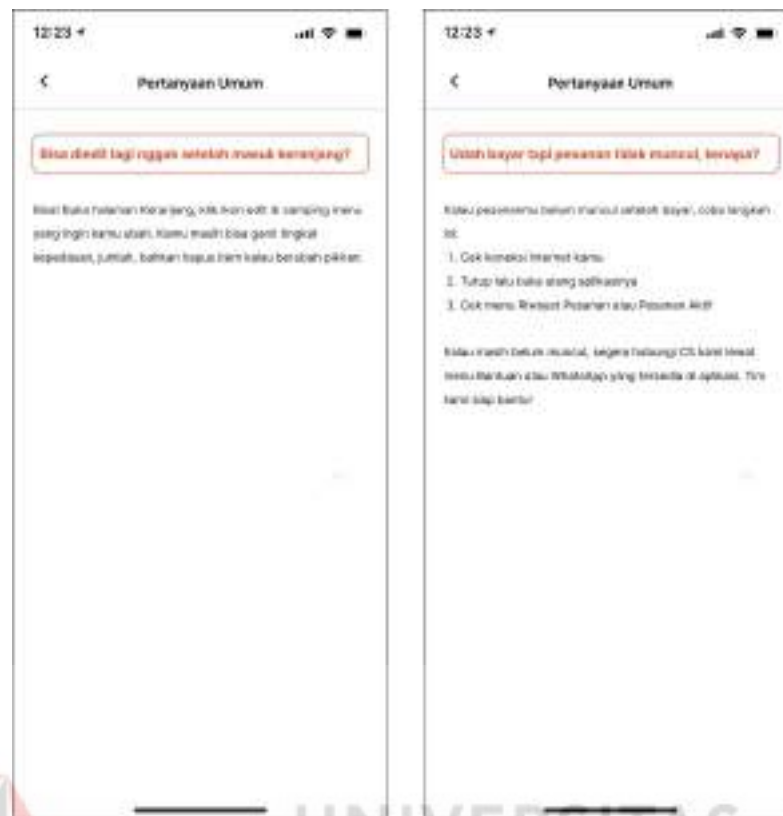 12:23
Pertanyaan Umum
Bisa diedit lagi nggak setelah masuk keranjang?
Bisa! Buka halaman Keranjang, klik ikon edit di samping menu
yang ingin kamu ubah. Kamu masih bisa ganti tingkat
kepedasan, jumlah, bahkan hapus item kalau berubah pikiran.
12:23
Pertanyaan Umum
Udah bayar tapi pesanan tidak muncul, kenapa?
Kalau pesananmu belum muncul setelah bayar, coba langkah
ini:
1. Cek koneksi internet kamu
2. Tutup lalu buka ulang aplikasinya
3. Cek menu Riwayat Pesanan atau Pesanan Aktif
Kalau masih belum muncul, segera hubungi CS kami lewat
menu Bantuan atau WhatsApp yang tersedia di aplikasi. Tim
kami siap bantu!
UNIVERSITAS